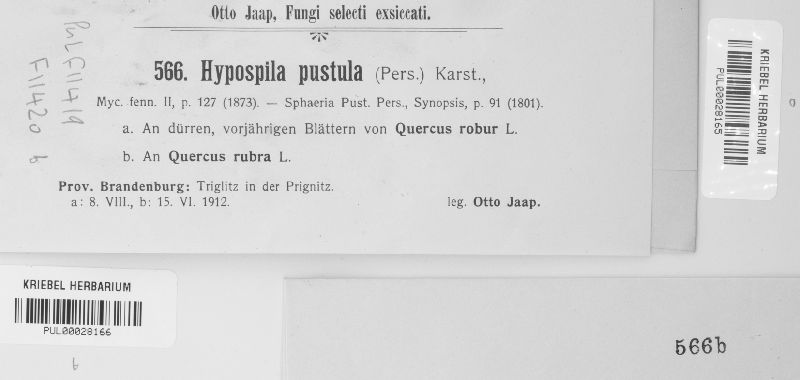 Otto Jaap, Fungi selecti exsiccati.
566. Hypospila pustula (Pers.) Karst.,
Myc. fenn. II, p. 127 (1873). — Sphaeria Pust. Pers., Synopsis, p. 91 (1801).
a. An dürren, vorjährigen Blättern von Quercus robur L.
b. An Quercus rubra L.
Prov. Brandenburg: Triglitz in der Prignitz.
a: 8. VIII., b: 15. VI. 1912.
leg. Otto Jaap.
PuLF11419
F11420 b
KRIEBEL HERBARIUM
PUL00028165
a
KRIEBEL HERBARIUM
PUL00028166
b
566b